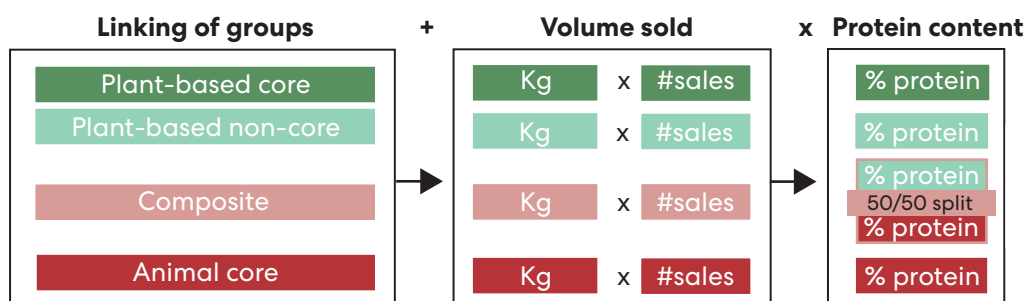 Linking of groups + Volume sold x Protein content
Plant-based core Kg x #sales % protein
Plant-based non-core Kg x #sales % protein
% protein
Composite Kg x #sales 50/50 split
% protein
Animal core Kg x #sales % protein